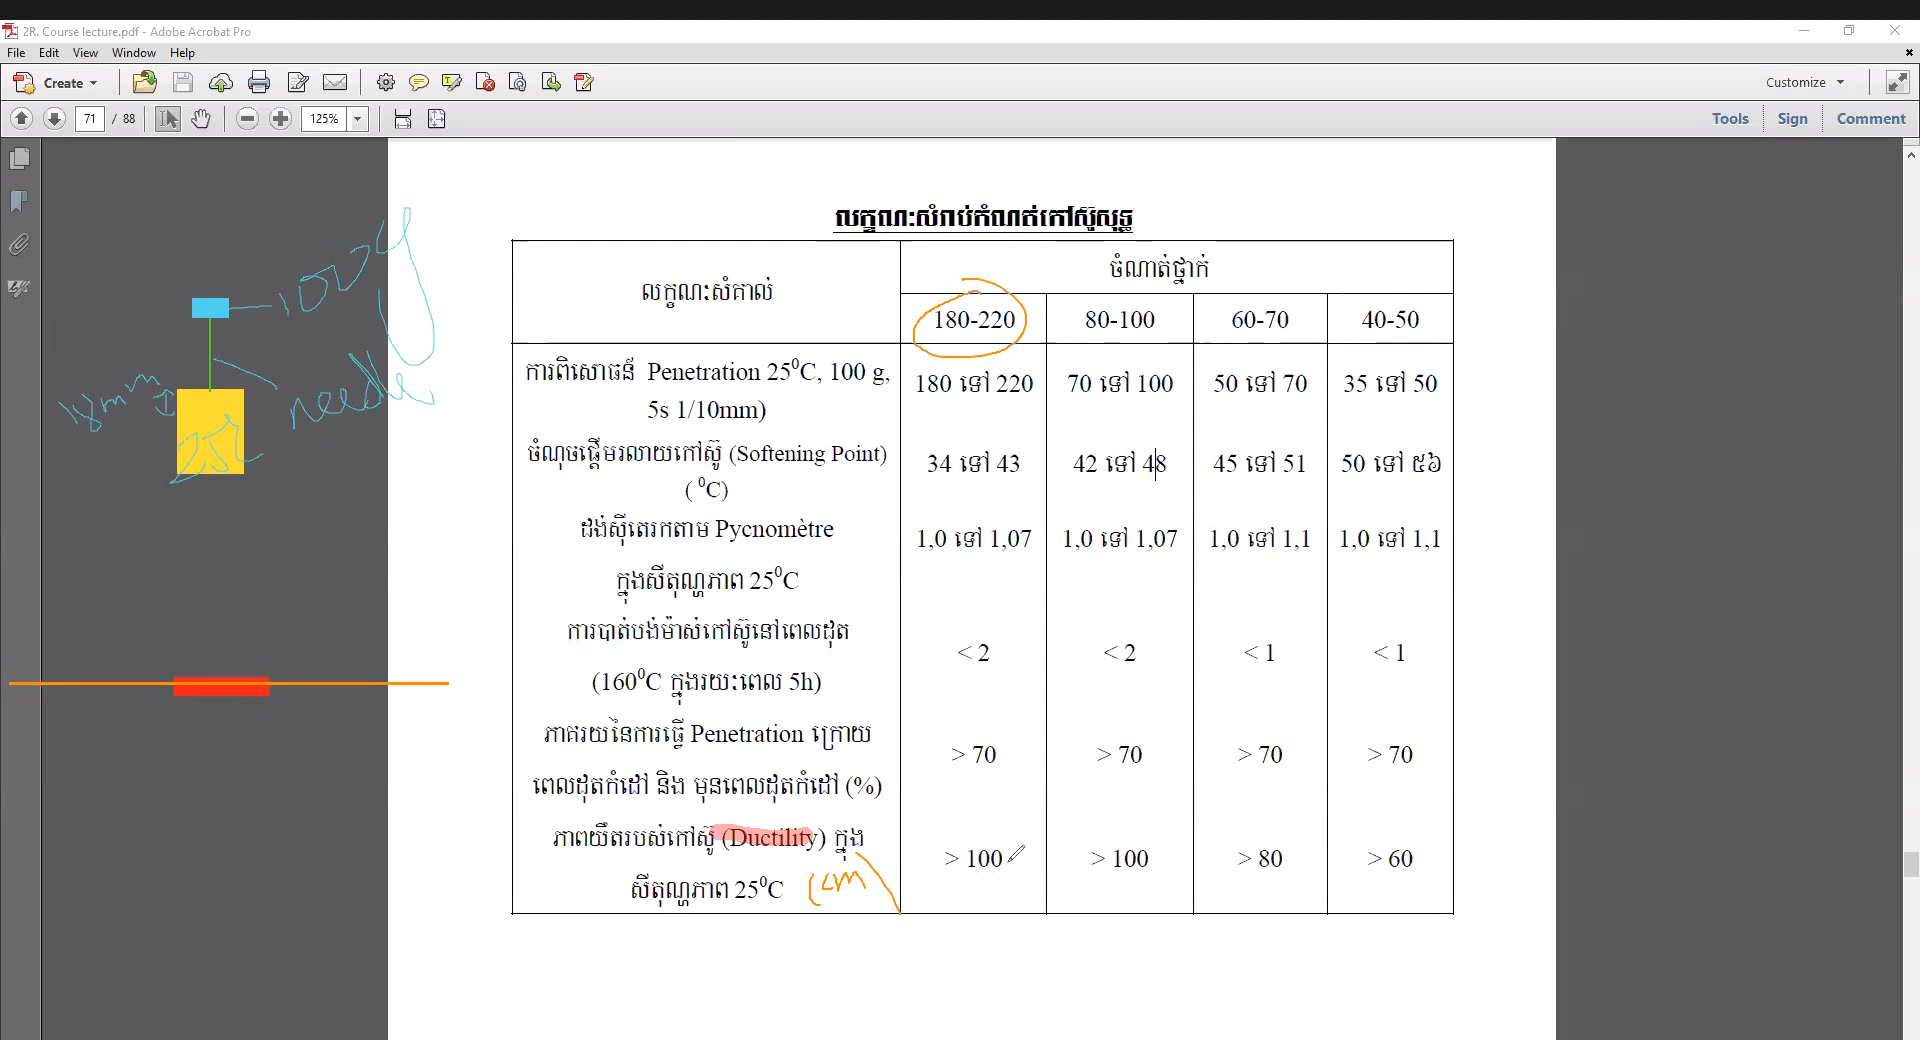 2R. Course lecture.pdf - Adobe Acrobat Pro
File Edit View Window Help
Create
Customize
71 / 88
125%
Tools Sign Comment
លក្ខណៈសំរាប់កំណត់កៅស៊ូសុទ្ធ
លក្ខណៈសំគាល់
ចំណាត់ថ្នាក់
180-220 80-100 60-70 40-50
ការពិសោធន៍ Penetration 25⁰C, 100 g,
5s 1/10mm)
180 ទៅ 220 70 ទៅ 100 50 ទៅ 70 35 ទៅ 50
ចំណុចផ្តើមរលាយកៅស៊ូ (Softening Point)
( ⁰C)
34 ទៅ 43 42 ទៅ 48 45 ទៅ 51 50 ទៅ ៥៦
ដង់ស៊ីតេរកតាម Pycnomètre
ក្នុងសីតុណ្ហភាព 25⁰C
1,0 ទៅ 1,07 1,0 ទៅ 1,07 1,0 ទៅ 1,1 1,0 ទៅ 1,1
ការបាត់បង់ម៉ាស់កៅស៊ូនៅពេលដុត
(160⁰C ក្នុងរយៈពេល 5h)
< 2 < 2 < 1 < 1
ភាគរយនៃការធ្វើ Penetration ក្រោយ
ពេលដុតកំដៅ និង មុនពេលដុតកំដៅ (%)
> 70 > 70 > 70 > 70
ភាពយឺតរបស់កៅស៊ូ (Ductility) ក្នុង
សីតុណ្ហភាព 25⁰C (cm
> 100 > 100 > 80 > 60
100g
needle
18mm